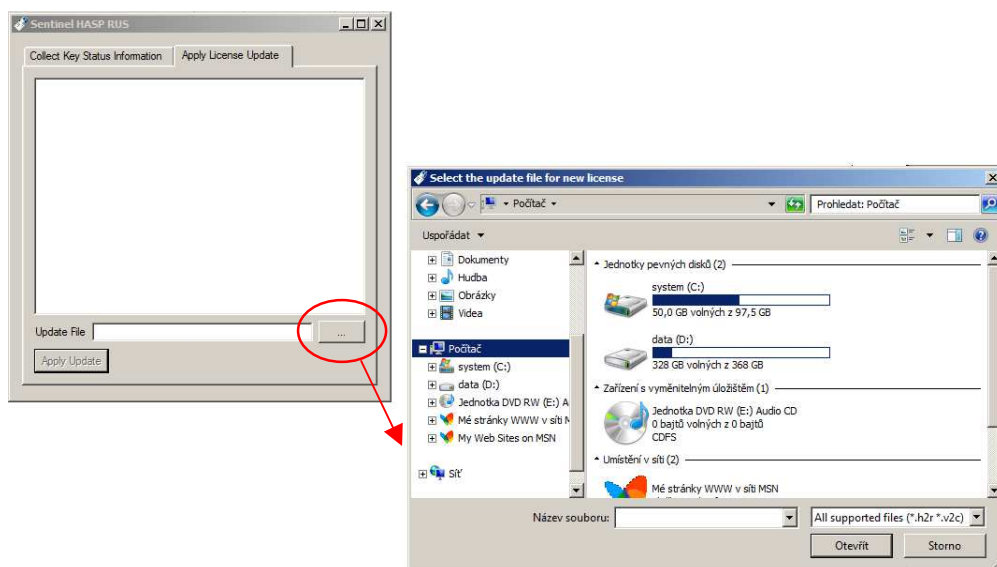 Sentinel HASP RUS
Collect Key Status Information
Apply License Update
Update File
...
Apply Update
Select the update file for new license
Počítač
Prohledat: Počítač
Uspořádat
Dokumenty
Hudba
Obrázky
Videa
Počítač
system (C:)
data (D:)
Jednotka DVD RW (E:) A
Mé stránky WWW v síti M
My Web Sites on MSN
Síť
Jednotky pevných disků (2)
system (C:)
50,0 GB volných z 97,5 GB
data (D:)
328 GB volných z 368 GB
Zařízení s vyměnitelným úložištěm (1)
Jednotka DVD RW (E:) Audio CD
0 bajtů volných z 0 bajtů
CDFS
Umístění v síti (2)
Mé stránky WWW v síti MSN
Název souboru:
All supported files (*.h2r *.v2c)
Otevřít
Storno